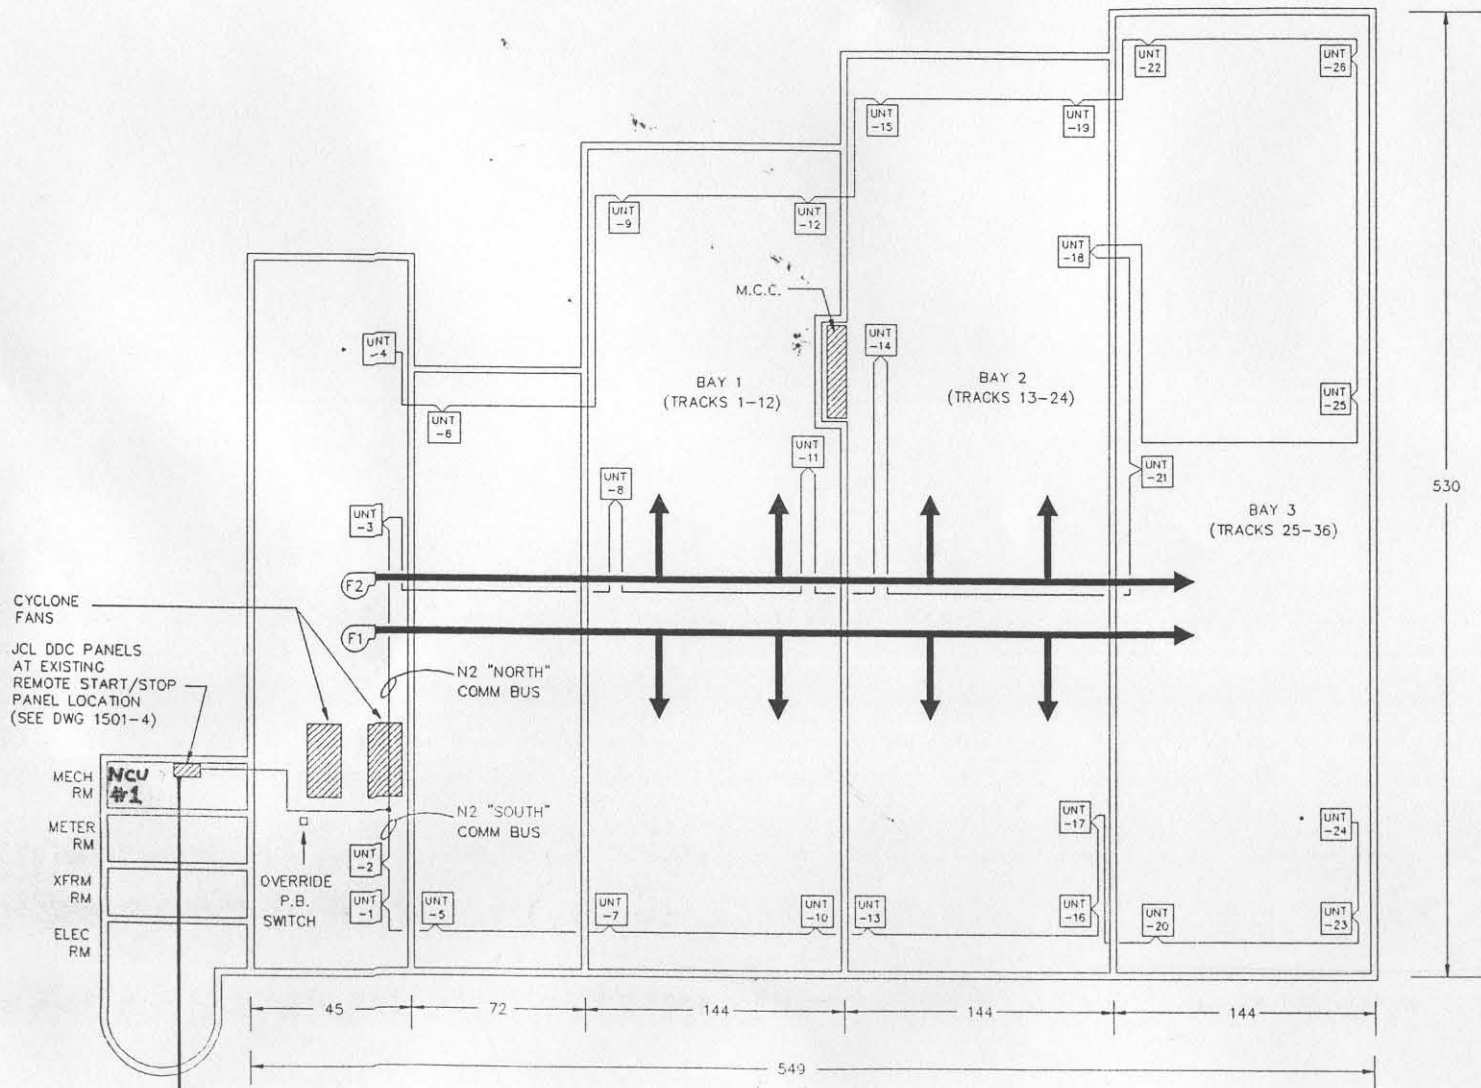 UNT
-22
UNT
-26
UNT
-15
UNT
-19
UNT
-9
UNT
-12
UNT
-18
M.C.C.
UNT
-4
UNT
-14
BAY 1
(TRACKS 1-12)
BAY 2
(TRACKS 13-24)
UNT
-25
UNT
-6
UNT
-11
UNT
-8
UNT
-21
530
UNT
-3
BAY 3
(TRACKS 25-36)
F2
F1
CYCLONE
FANS
JCL DDC PANELS
AT EXISTING
REMOTE START/STOP
PANEL LOCATION
(SEE DWG 1501-4)
N2 "NORTH"
COMM BUS
MECH
RM
NCU
#1
METER
RM
N2 "SOUTH"
COMM BUS
UNT
-17
UNT
-24
XFRM
RM
OVERRIDE
P.B.
SWITCH
UNT
-2
UNT
-1
UNT
-5
UNT
-7
UNT
-10
UNT
-13
UNT
-16
UNT
-20
UNT
-23
ELEC
RM
45
72
144
144
144
549